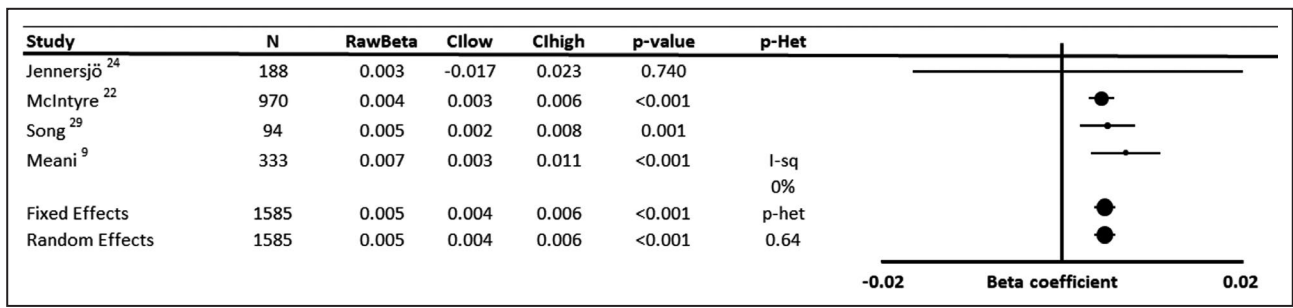 Study N RawBeta CIlow CIhigh p-value p-Het
Jennersjö 24 188 0.003 -0.017 0.023 0.740
McIntyre 22 970 0.004 0.003 0.006 <0.001
Song 29 94 0.005 0.002 0.008 0.001
Meani 9 333 0.007 0.003 0.011 <0.001 I-sq
0%
Fixed Effects 1585 0.005 0.004 0.006 <0.001 p-het
Random Effects 1585 0.005 0.004 0.006 <0.001 0.64
-0.02 Beta coefficient 0.02